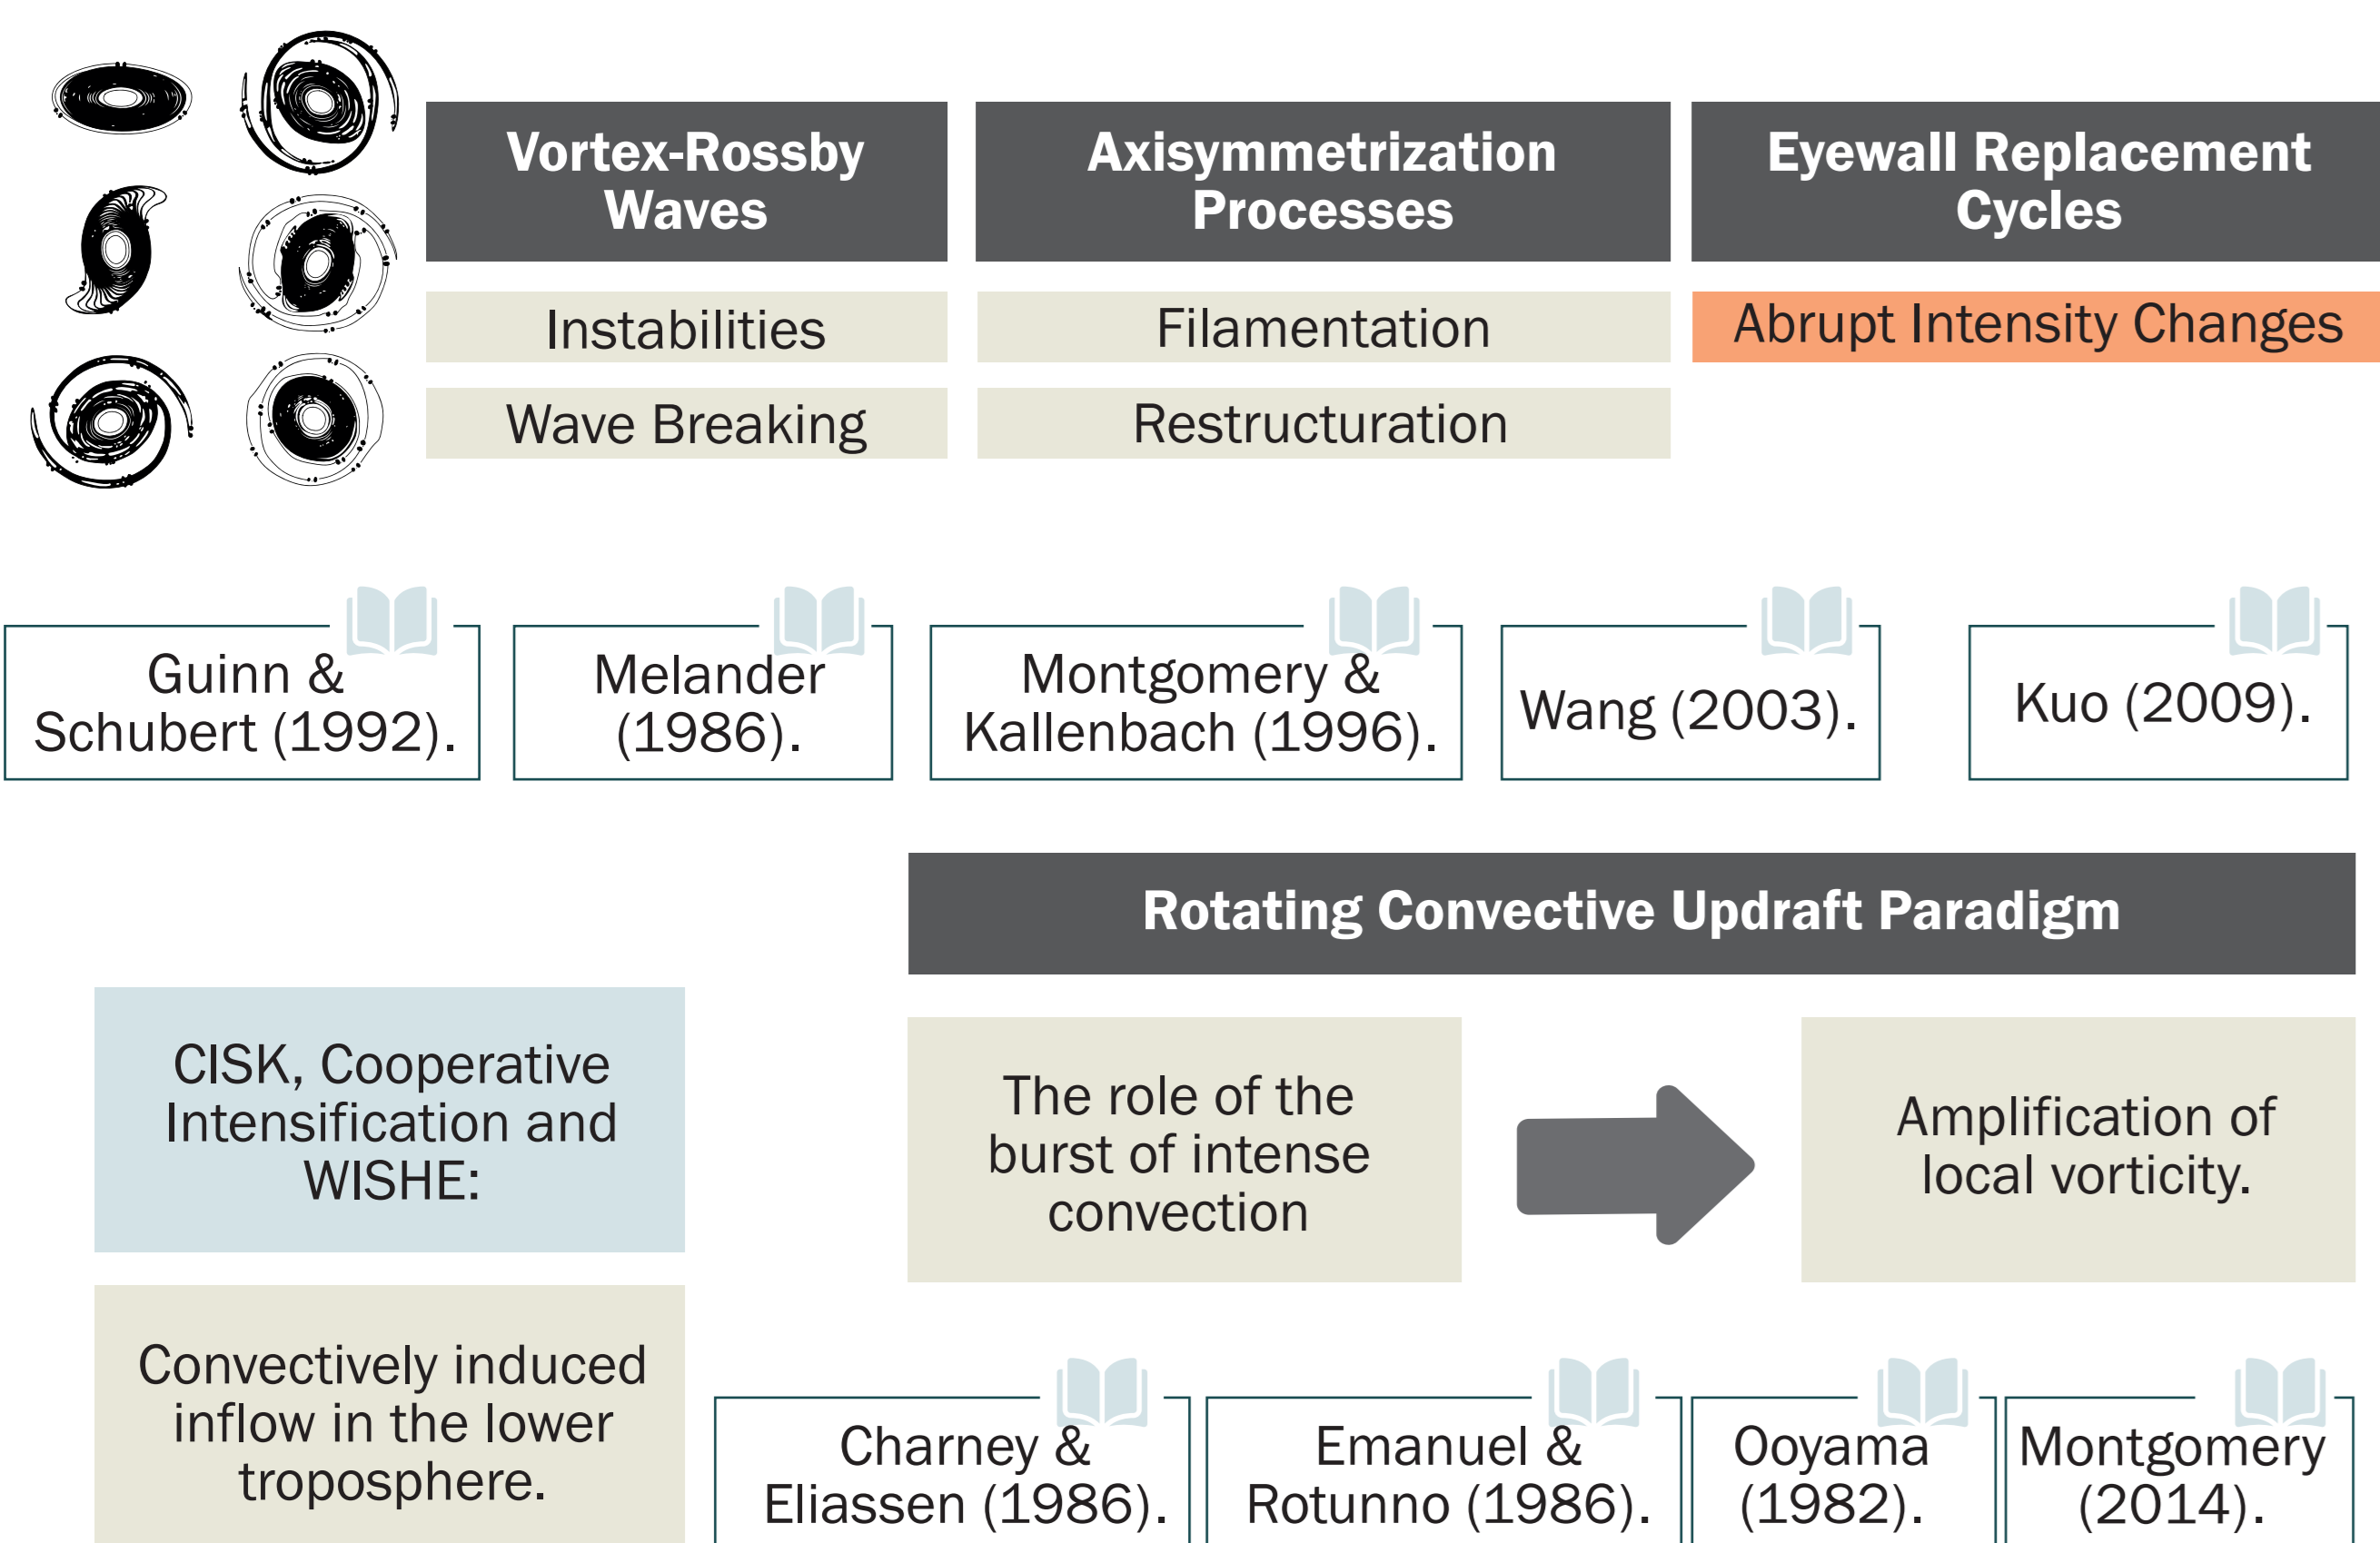 Vortex-Rossby
Waves
Axisymmetrization
Processes
Eyewall Replacement
Cycles
Instabilities
Filamentation
Abrupt Intensity Changes
Wave Breaking
Restructuration
Guinn &
Schubert (1992).
Melander
(1986).
Montgomery &
Kallenbach (1996).
Wang (2003).
Kuo (2009).
Rotating Convective Updraft Paradigm
CISK, Cooperative
Intensification and
WISHE:
The role of the
burst of intense
convection
Amplification of
local vorticity.
Convectively induced
inflow in the lower
troposphere.
Charney &
Eliassen (1986).
Emanuel &
Rotunno (1986).
Ooyama
(1982).
Montgomery
(2014).